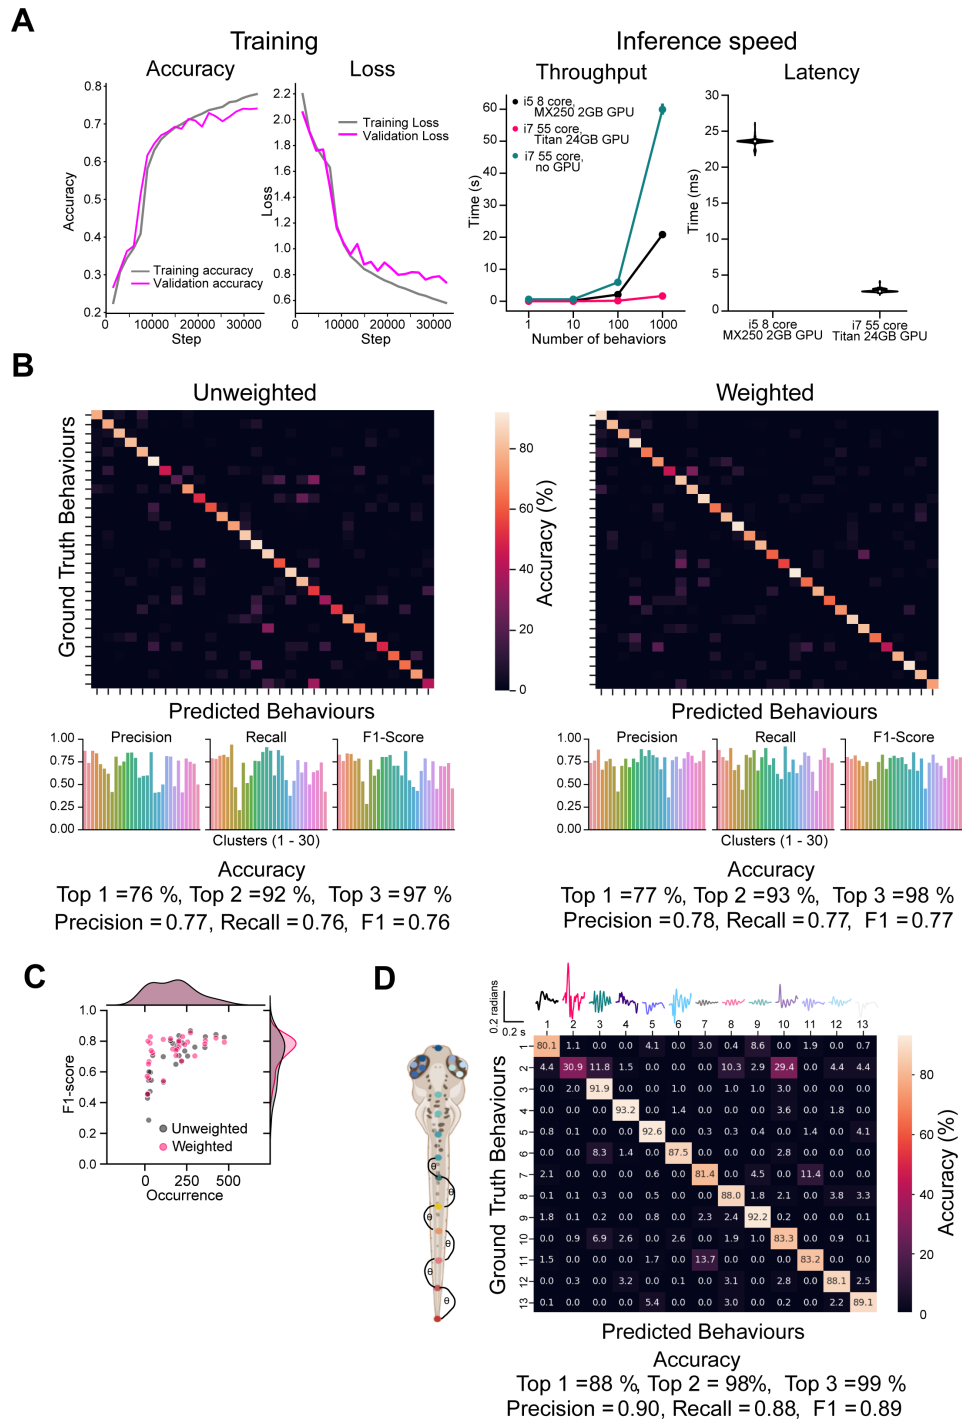 A
Training
Inference speed
Accuracy
Loss
Throughput
Latency
0.8
0.7
0.6
0.5
0.4
0.3
0.2
Accuracy
Training accuracy
Validation accuracy
0 10000 20000 30000
Step
2.2
2.0
1.8
1.6
1.4
1.2
1.0
0.8
0.6
Loss
Training Loss
Validation Loss
0 10000 20000 30000
Step
60
50
40
30
20
10
0
Time (s)
i5 8 core,
MX250 2GB GPU
i7 55 core,
Titan 24GB GPU
i7 55 core,
no GPU
1 10 100 1000
Number of behaviors
30
25
20
15
10
5
0
Time (ms)
i5 8 core
MX250 2GB GPU
i7 55 core
Titan 24GB GPU
B
Unweighted
Weighted
Ground Truth Behaviours
Predicted Behaviours
80
60
40
20
0
Accuracy (%)
Predicted Behaviours
1.00
0.75
0.50
0.25
0.00
Precision
Recall
F1-Score
Clusters (1 - 30)
1.00
0.75
0.50
0.25
0.00
Precision
Recall
F1-Score
Clusters (1 - 30)
Accuracy
Top 1 =76 %, Top 2 =92 %, Top 3 =97 %
Precision =0.77, Recall =0.76, F1 =0.76
Accuracy
Top 1 =77 %, Top 2 =93 %, Top 3 =98 %
Precision =0.78, Recall =0.77, F1 =0.77
C
1.0
0.8
0.6
0.4
0.2
0.0
F1-score
Unweighted
Weighted
0 250 500
Occurrence
D
θ
θ
θ
θ
θ
θ
0.2 radians
0.2 s
1 2 3 4 5 6 7 8 9 10 11 12 13
1 80.1 1.1 0.0 0.0 4.1 0.0 3.0 0.4 8.6 0.0 1.9 0.0 0.7
2 4.4 30.9 11.8 1.5 0.0 0.0 0.0 10.3 2.9 29.4 0.0 4.4 4.4
3 0.0 2.0 91.9 0.0 0.0 1.0 0.0 1.0 1.0 3.0 0.0 0.0 0.0
4 0.0 0.0 0.0 93.2 0.0 1.4 0.0 0.0 0.0 3.6 0.0 1.8 0.0
5 0.8 0.1 0.0 0.0 92.6 0.0 0.3 0.3 0.4 0.0 1.4 0.0 4.1
6 0.0 0.0 8.3 1.4 0.0 87.5 0.0 0.0 0.0 2.8 0.0 0.0 0.0
7 2.1 0.0 0.0 0.0 0.6 0.0 81.4 0.0 4.5 0.0 11.4 0.0 0.0
8 0.1 0.1 0.3 0.0 0.5 0.0 0.0 88.0 1.8 2.1 0.0 3.8 3.3
9 1.8 0.1 0.2 0.0 0.8 0.0 2.3 2.4 92.2 0.2 0.0 0.0 0.1
10 0.0 0.9 6.9 2.6 0.0 2.6 0.0 1.9 1.0 83.3 0.0 0.9 0.1
11 1.5 0.0 0.0 0.0 1.7 0.0 13.7 0.0 0.0 0.0 83.2 0.0 0.0
12 0.0 0.3 0.0 3.2 0.0 0.1 0.0 3.1 0.0 2.8 0.0 88.1 2.5
13 0.1 0.0 0.0 0.0 5.4 0.0 0.0 3.0 0.0 0.2 0.0 2.2 89.1
Ground Truth Behaviours
Predicted Behaviours
80
60
40
20
0
Accuracy (%)
Accuracy
Top 1 =88 %, Top 2 = 98%, Top 3 =99 %
Precision =0.90, Recall =0.88, F1 =0.89